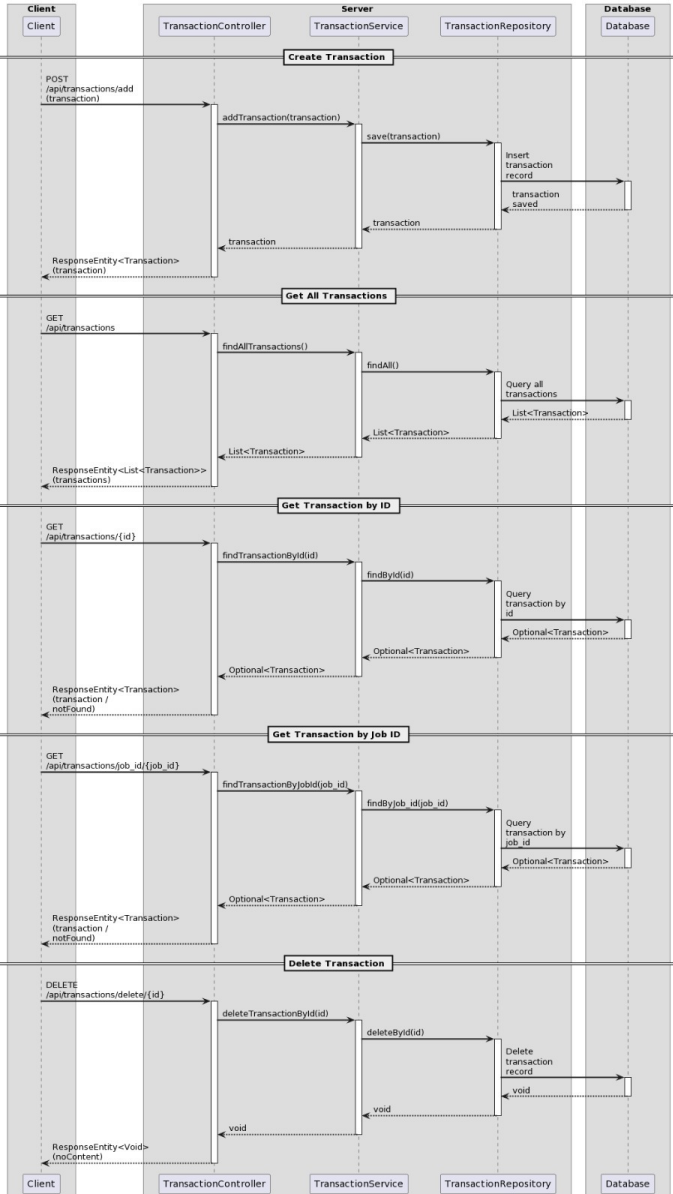 Client
Server
Database
Client
TransactionController
TransactionService
TransactionRepository
Database
Create Transaction
POST
/api/transactions/add
(transaction)
addTransaction(transaction)
save(transaction)
Insert
transaction
record
transaction
saved
transaction
transaction
ResponseEntity<Transaction>
(transaction)
Get All Transactions
GET
/api/transactions
findAllTransactions()
findAll()
Query all
transactions
List<Transaction>
List<Transaction>
List<Transaction>
ResponseEntity<List<Transaction>>
(transactions)
Get Transaction by ID
GET
/api/transactions/{id}
findTransactionById(id)
findById(id)
Query
transaction by
id
Optional<Transaction>
Optional<Transaction>
Optional<Transaction>
ResponseEntity<Transaction>
(transaction /
notFound)
Get Transaction by Job ID
GET
/api/transactions/job_id/{job_id}
findTransactionByJobId(job_id)
findByJob_id(job_id)
Query
transaction by
job_id
Optional<Transaction>
Optional<Transaction>
Optional<Transaction>
ResponseEntity<Transaction>
(transaction /
notFound)
Delete Transaction
DELETE
/api/transactions/delete/{id}
deleteTransactionById(id)
deleteById(id)
Delete
transaction
record
void
void
void
ResponseEntity<Void>
(noContent)
Client
TransactionController
TransactionService
TransactionRepository
Database